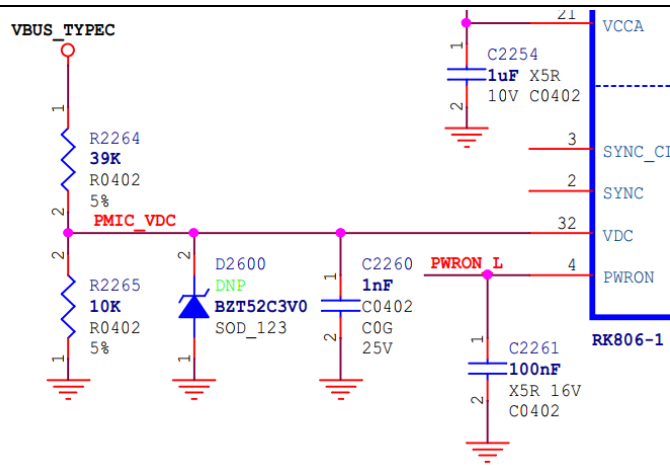 VBUS_TYPEC
21
VCCA
1
C2254
1uF X5R
2
10V C0402
1
R2264
39K
R0402
5%
2
3
2
SYNC
PMIC_VDC
32
VDC
2
R2265
10K
R0402
5%
1
2
D2600
DNP
BZT52C3V0
SOD_123
1
1
C2260
1nF
C0402
C0G
25V
2
PWRON_L
4
PWRON
RK806-1
1
C2261
100nF
X5R 16V
C0402
2